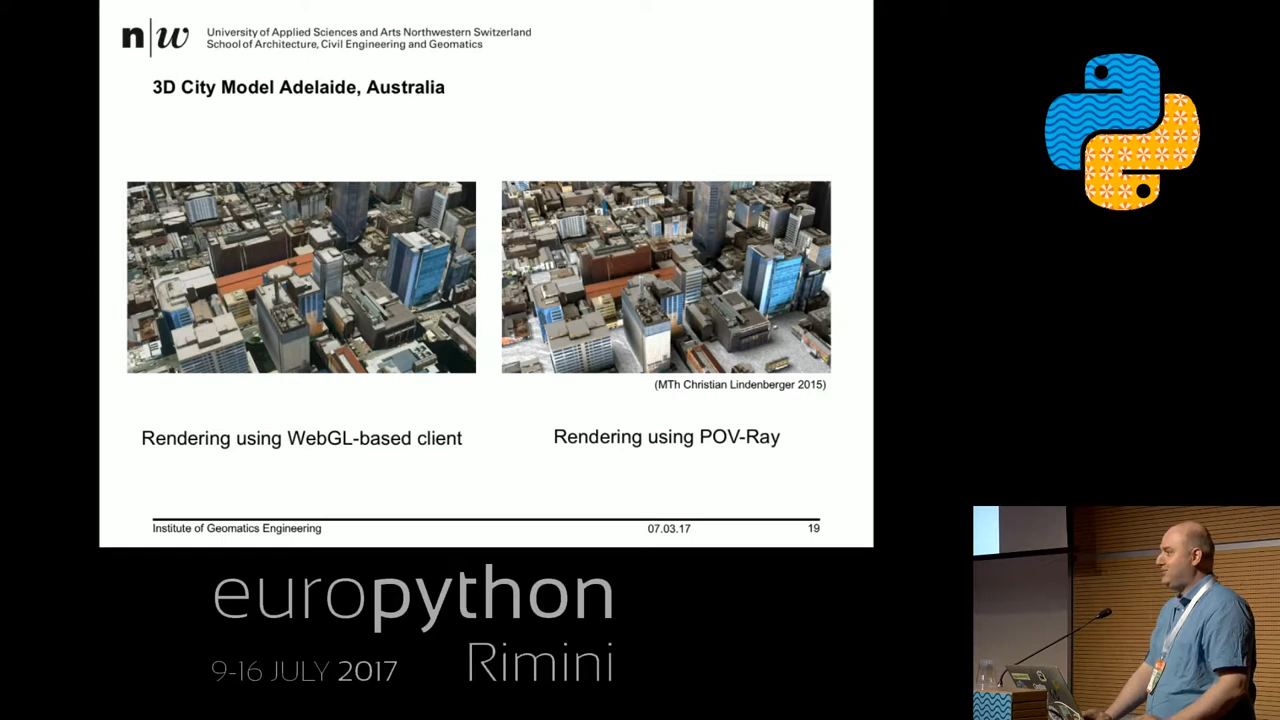 n|w
University of Applied Sciences and Arts Northwestern Switzerland
School of Architecture, Civil Engineering and Geomatics
3D City Model Adelaide, Australia
(MTh Christian Lindenberger 2015)
Rendering using WebGL-based client
Rendering using POV-Ray
Institute of Geomatics Engineering
07.03.17
19
europython
Rimini
9-16 JULY 2017